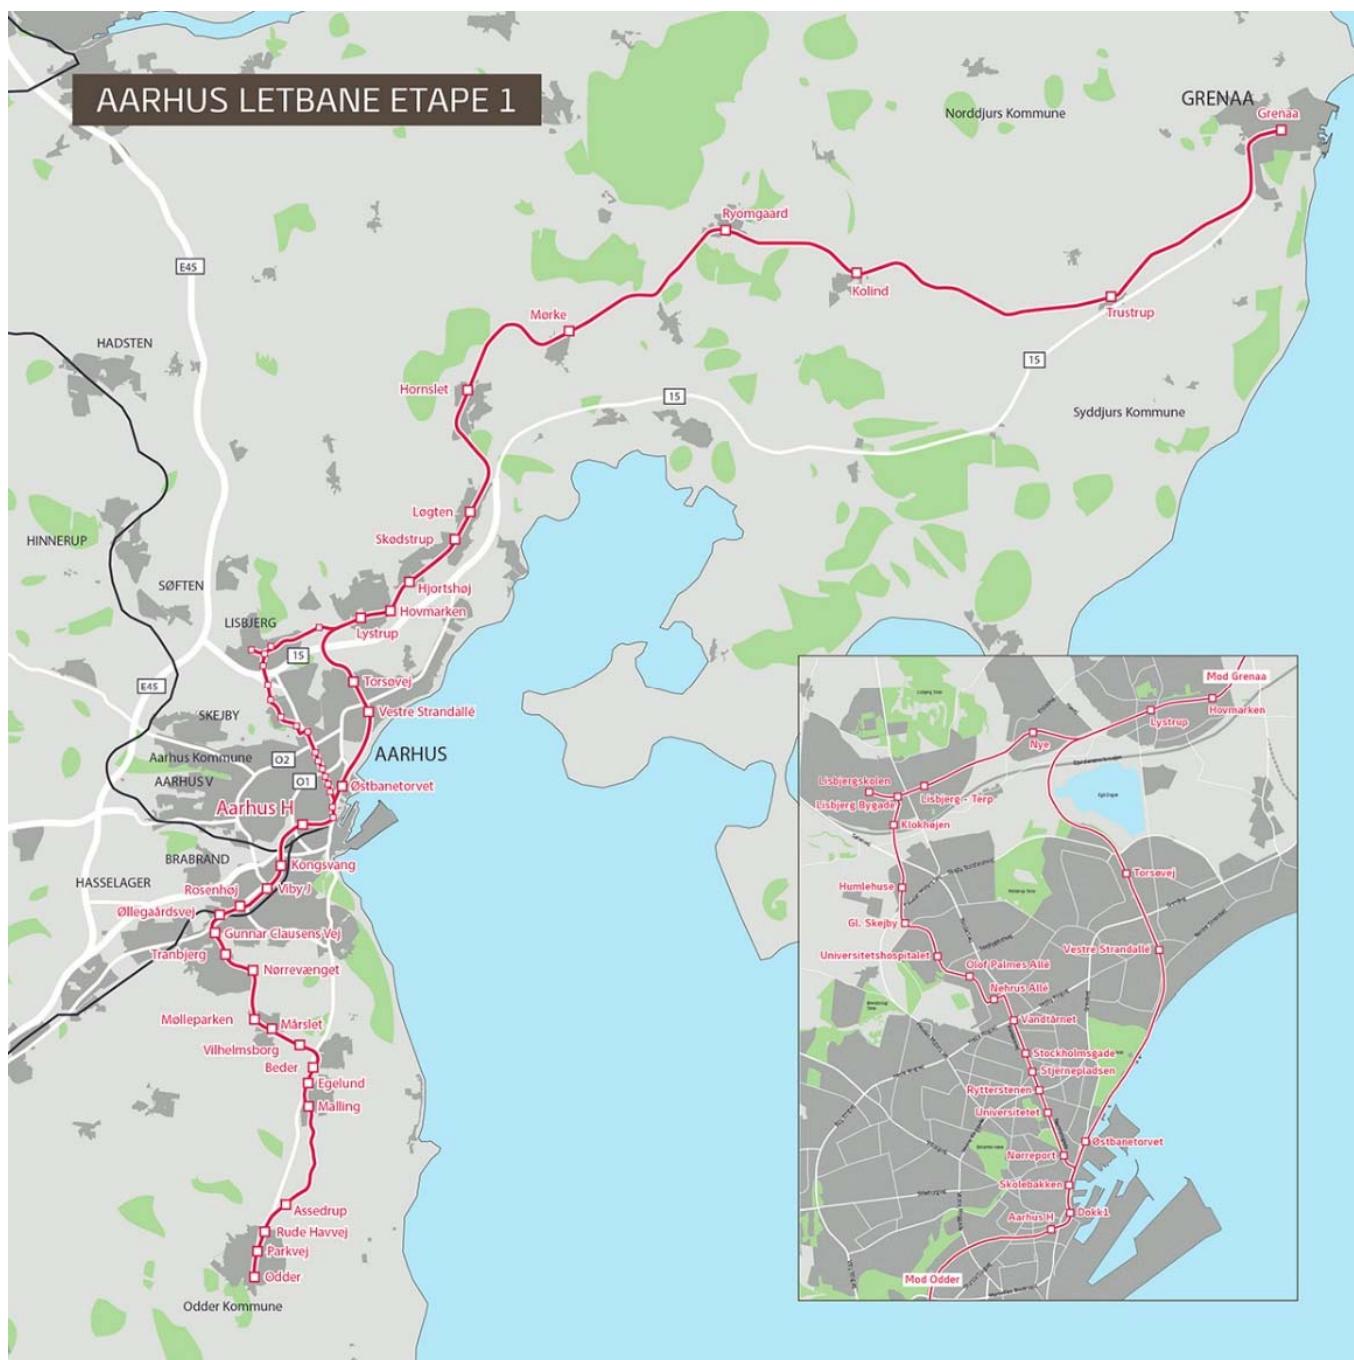 AARHUS LETBANE ETAPE 1
GRENAA
Grenaa
Norddjurs Kommune
Ryomgaard
E45
Kolind
Trustrup
Mørke
HADSTEN
15
Hornslet
15
Syddjurs Kommune
Løgten
HINNERUP
Skødstrup
SØFTEN
Hjortshøj
Hovmarken
LISBJERG
Lystrup
15
Torsøvej
E45
Vestre Strandallé
SKEJBY
AARHUS
Aarhus Kommune
O2
AARHUS V
O1
Østbanetorvet
Aarhus H
BRABRAND
Kongsvang
HASSELAGER
Rosenhøj
Viby J
Øllegaardsvej
Gunnar Clausens Vej
Tranbjerg
Nørrevænget
Mølleparken
Mårslet
Vilhelmsborg
Beder
Egelund
Malling
Assedrup
Rude Havvej
Parkvej
Odder
Odder Kommune
Mod Grenaa
Hovmarken
Lystrup
Nye
Lisbjergskolen
Lisbjerg - Terp
Lisbjerg Bygade
Klokhøjen
Torsøvej
Humlehuse
Gl. Skejby
Vestre Strandallé
Universitetshospitalet
Olof Palmes Allé
Nehrus Allé
Vandtårnet
Stockholmsgade
Stjernepladsen
Rytterstenen
Universitetet
Østbanetorvet
Nørreport
Skolebakken
Aarhus H
Dokk1
Mod Odder